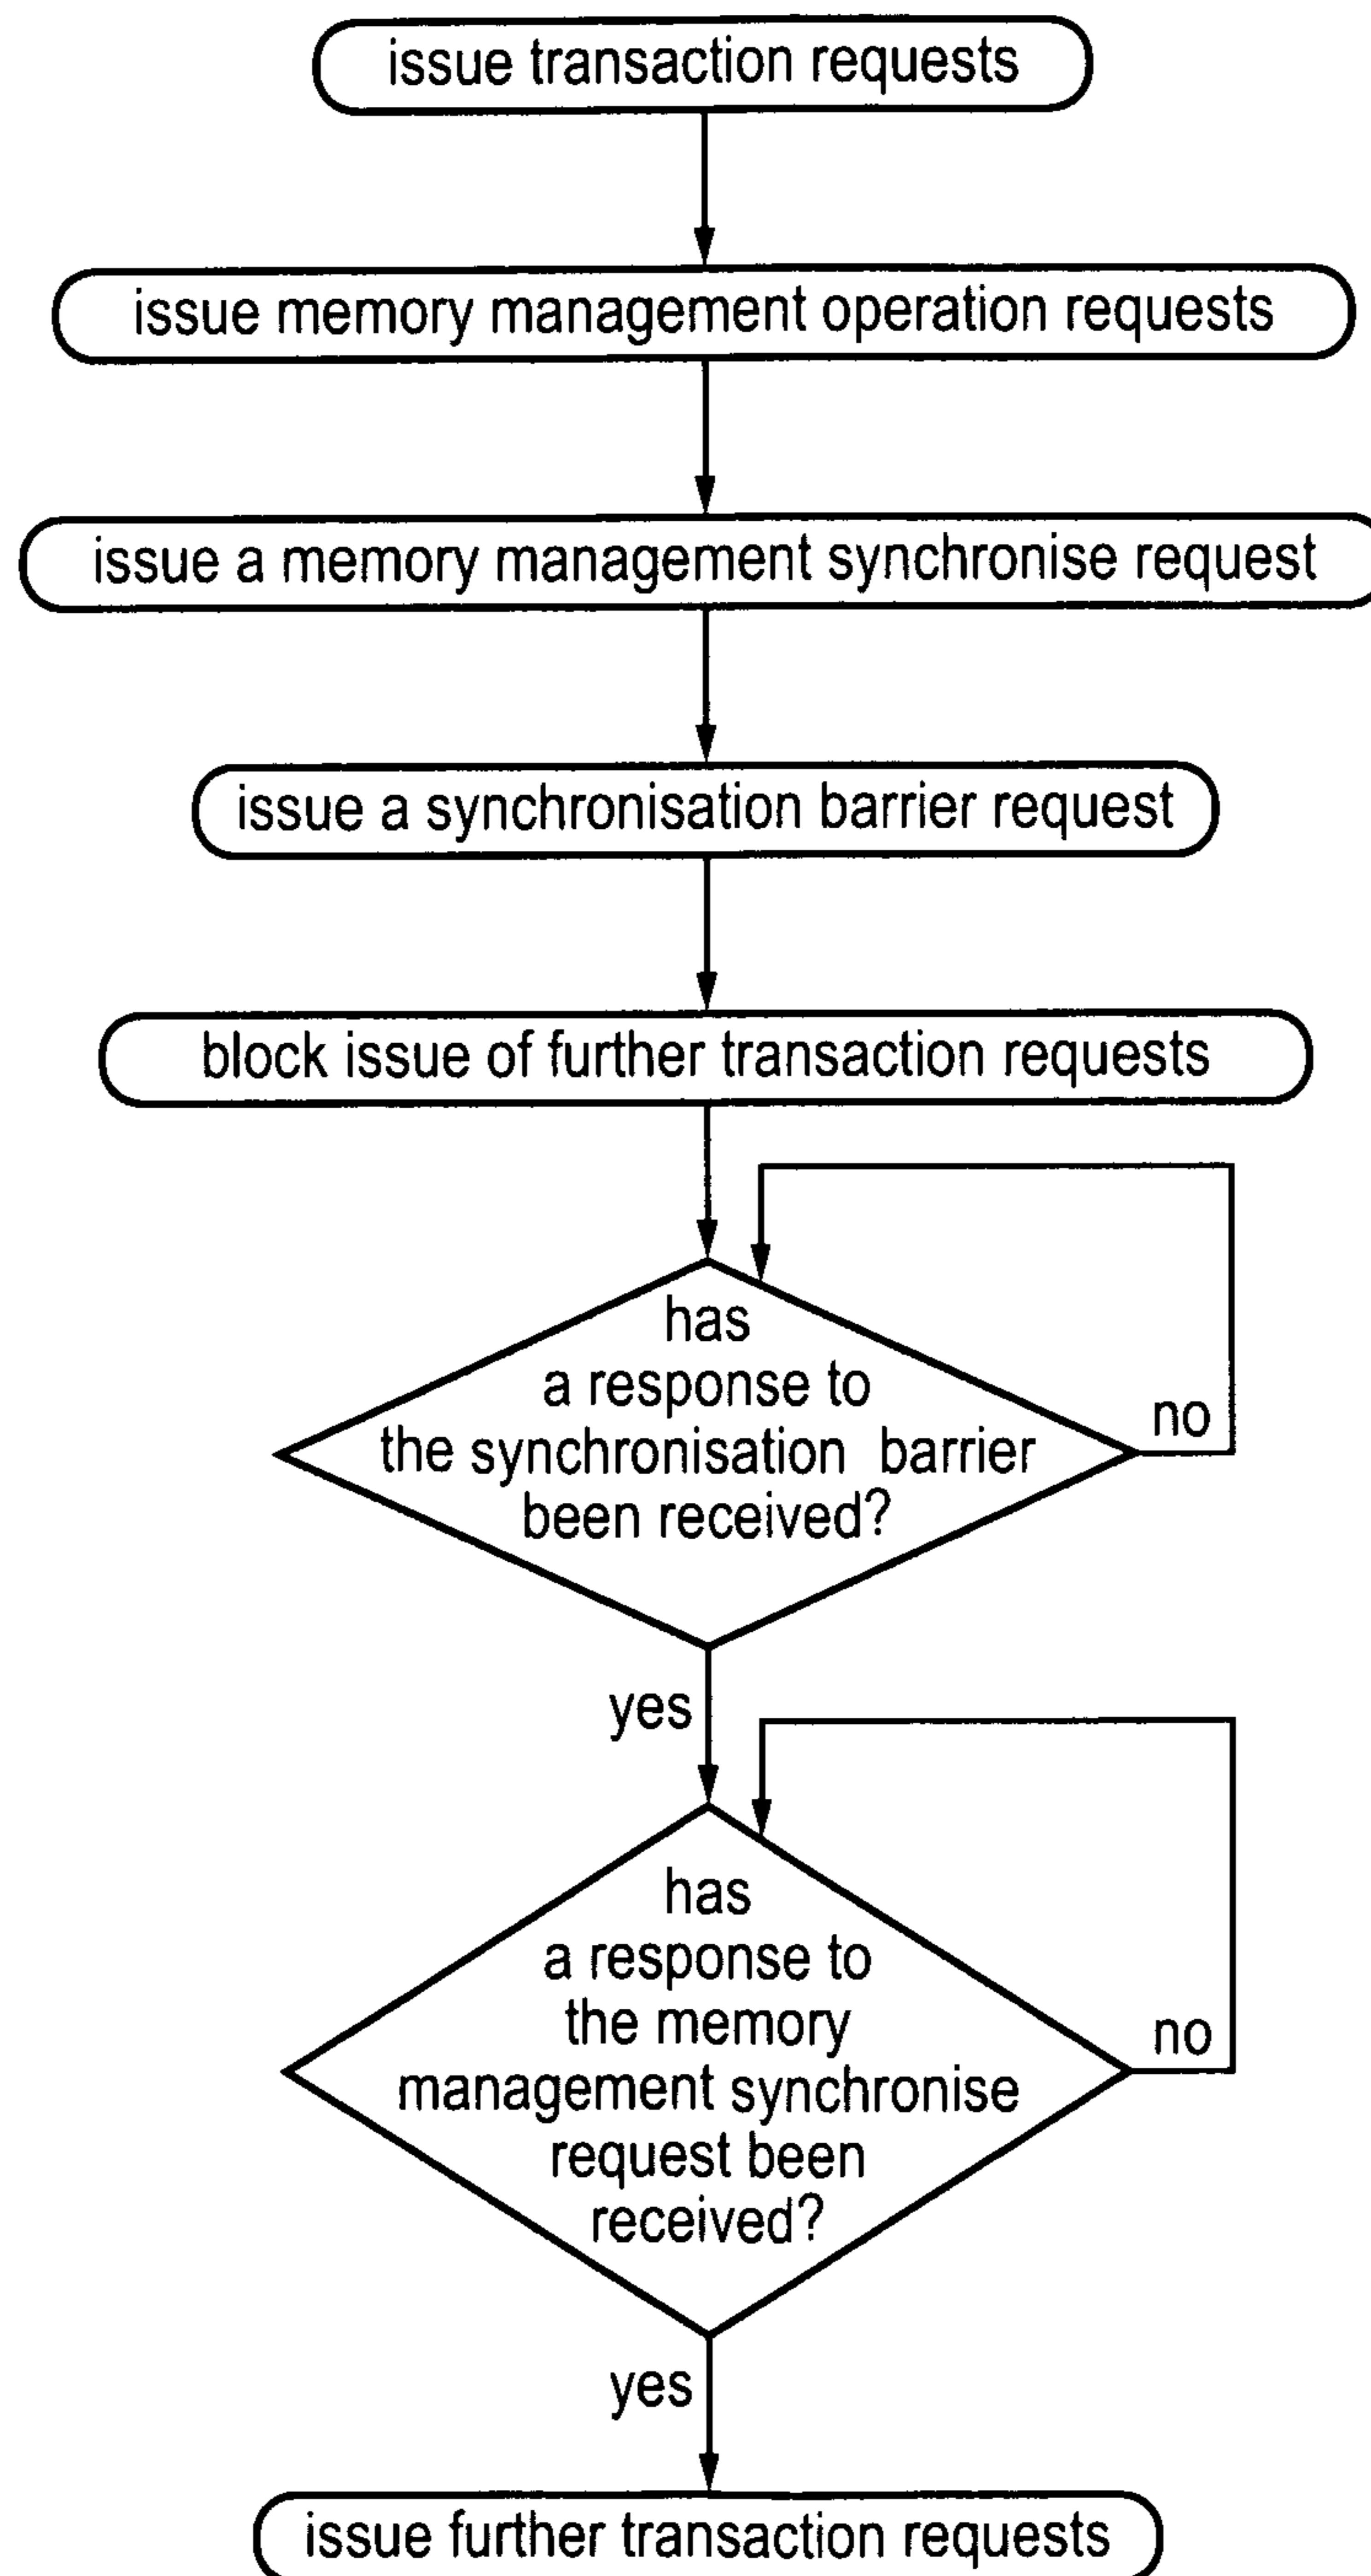 issue transaction requests
issue memory management operation requests
issue a memory management synchronise request
issue a synchronisation barrier request
block issue of further transaction requests
has
a response to
the synchronisation barrier
been received?
no
yes
has
a response to
the memory
management synchronise
request been
received?
no
yes
issue further transaction requests